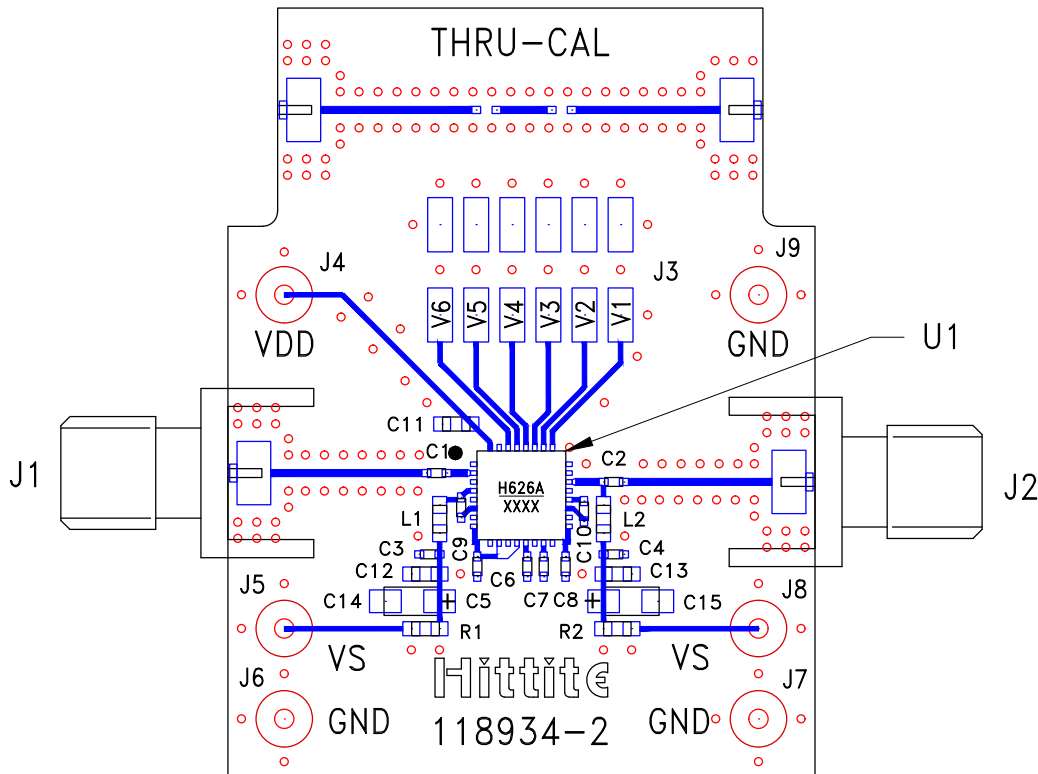 THRU-CAL
J4
J3
J9
V6 V5 V4 V3 V2 V1
VDD
GND
U1
C11
C1
C2
J1
H626A
XXXX
J2
L1
L2
C9
C10
C3
C4
C12
C6
C13
J5
J8
C14
C5
C7
C8
C15
R1
R2
VS
VS
Hittite
J6
J7
GND
GND
118934-2